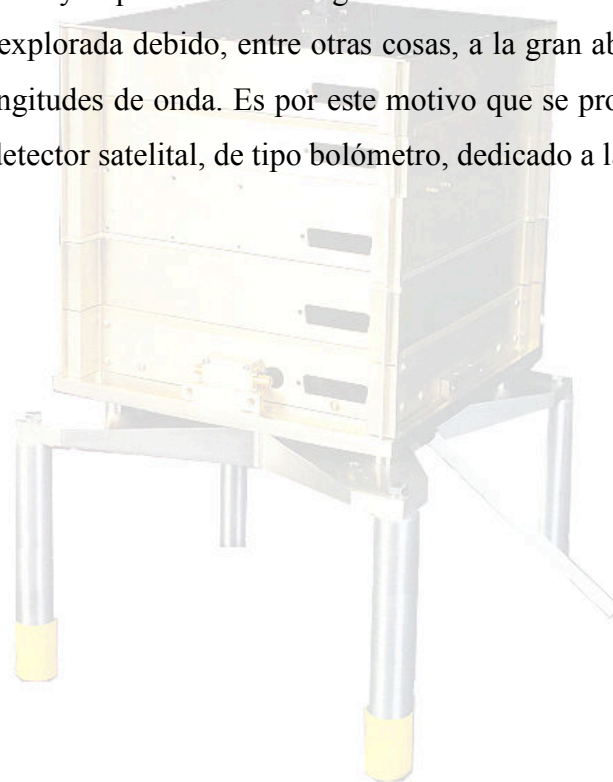 explorada debido, entre otras cosas, a la gran ab
ngitudes de onda. Es por este motivo que se pro
detector satelital, de tipo bolómetro, dedicado a l